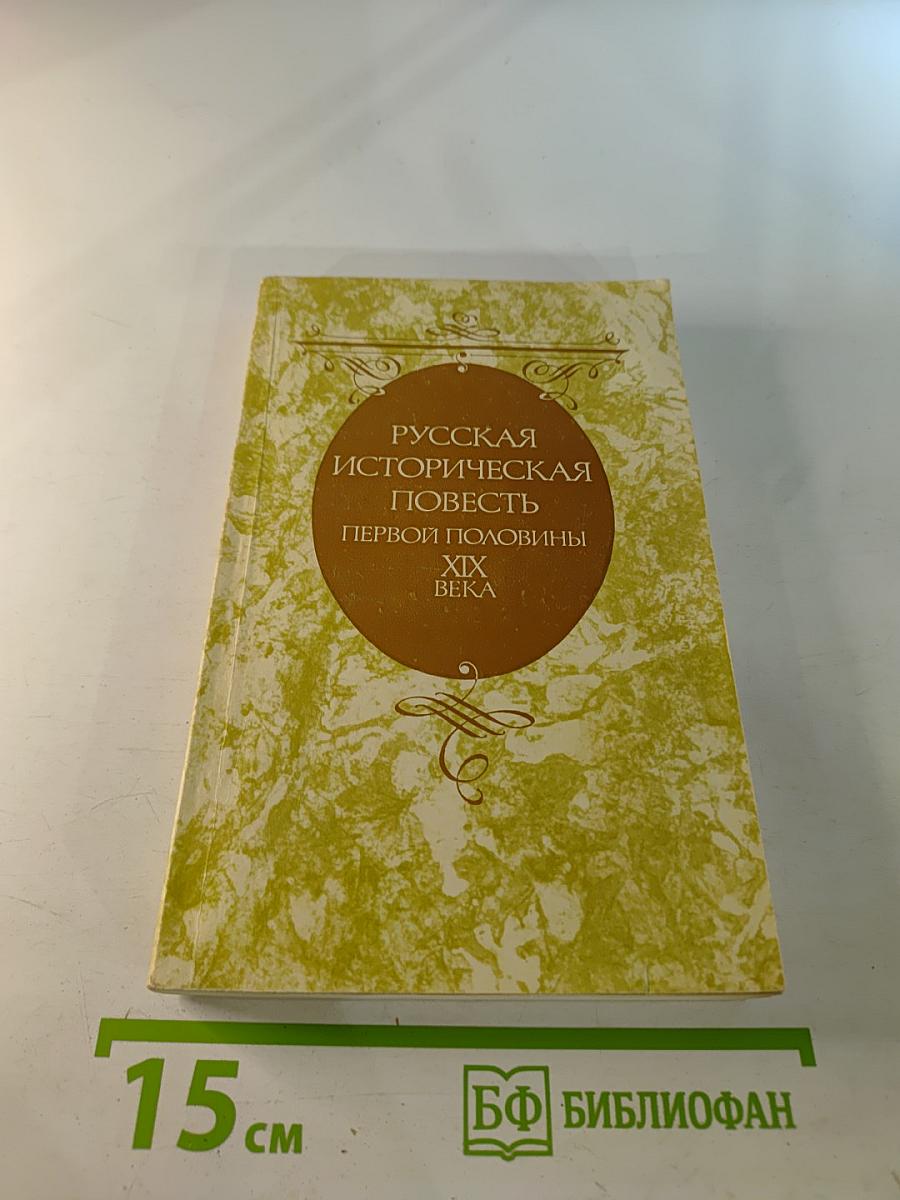 РУССКАЯ
ИСТОРИЧЕСКАЯ
ПОВЕСТЬ
ПЕРВОЙ ПОЛОВИНЫ
XIX
ВЕКА
15 см
БФ БИБЛИОФАН